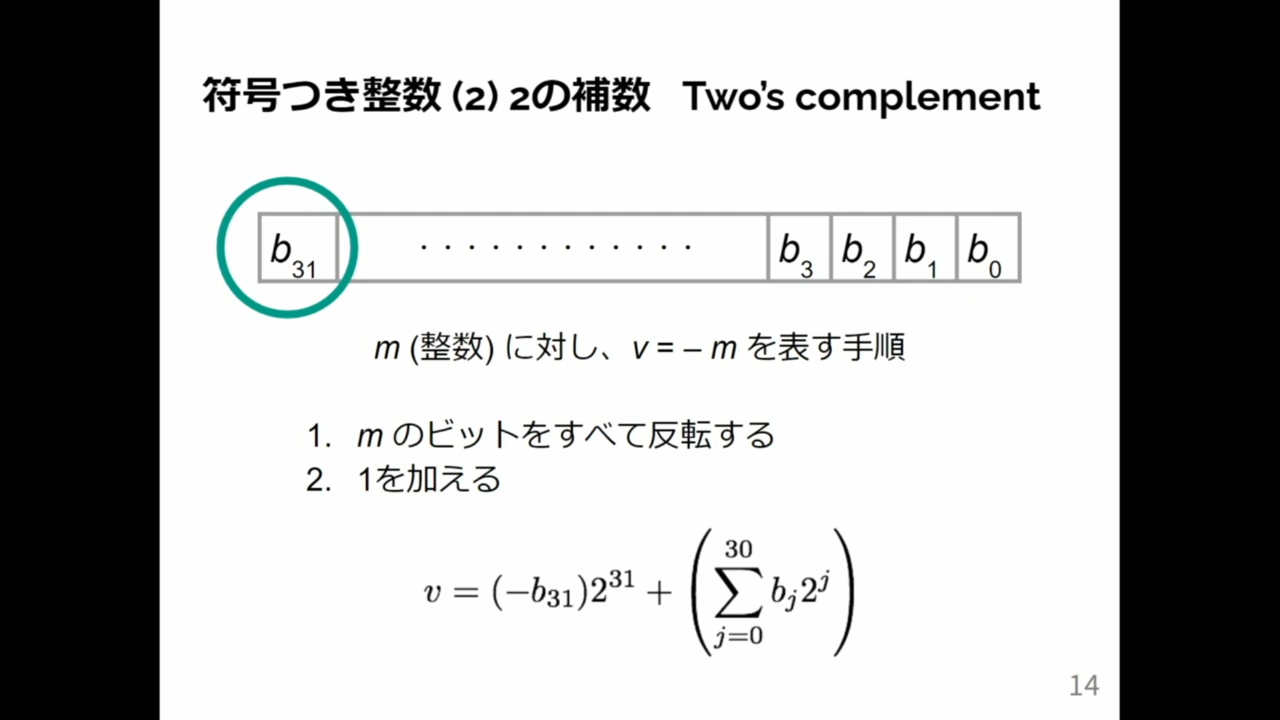 符号つき整数 (2) 2の補数 Two's complement
b31 ············ b3 b2 b1 b0
m (整数) に対し、v = – m を表す手順
1. m のビットをすべて反転する
2. 1を加える
v = (−b31)2^31 + (∑_{j=0}^{30} bj2^j)
14